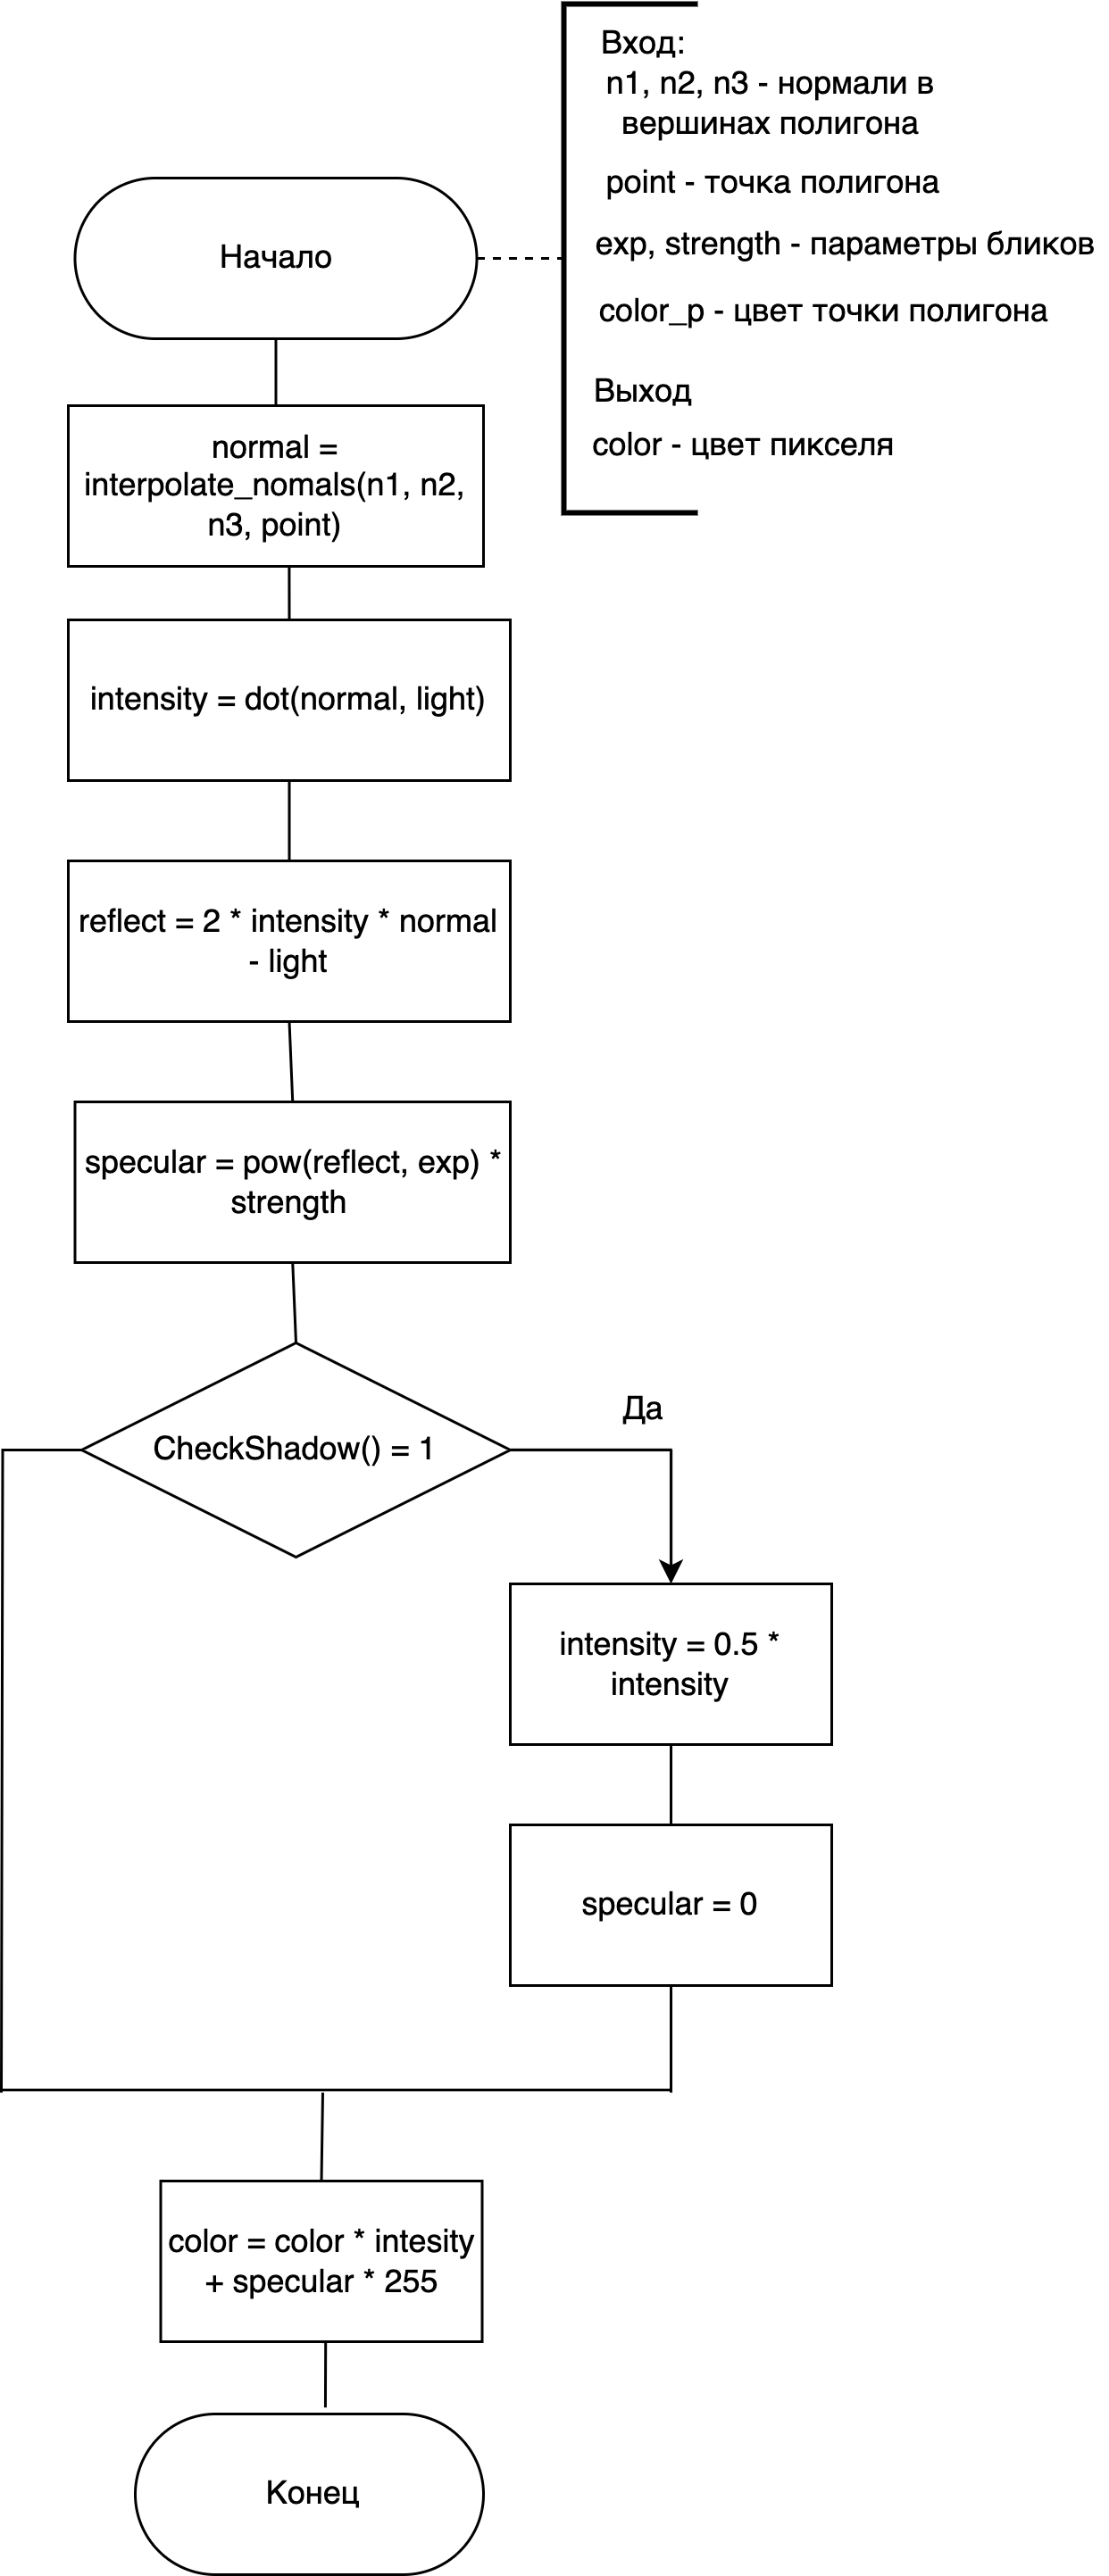 Вход:
n1, n2, n3 - нормали в
вершинах полигона
point - точка полигона
exp, strength - параметры бликов
color_p - цвет точки полигона
Выход
color - цвет пикселя
Начало
normal =
interpolate_nomals(n1, n2,
n3, point)
intensity = dot(normal, light)
reflect = 2 * intensity * normal
- light
specular = pow(reflect, exp) *
strength
CheckShadow() = 1
Да
intensity = 0.5 *
intensity
specular = 0
color = color * intesity
+ specular * 255
Конец